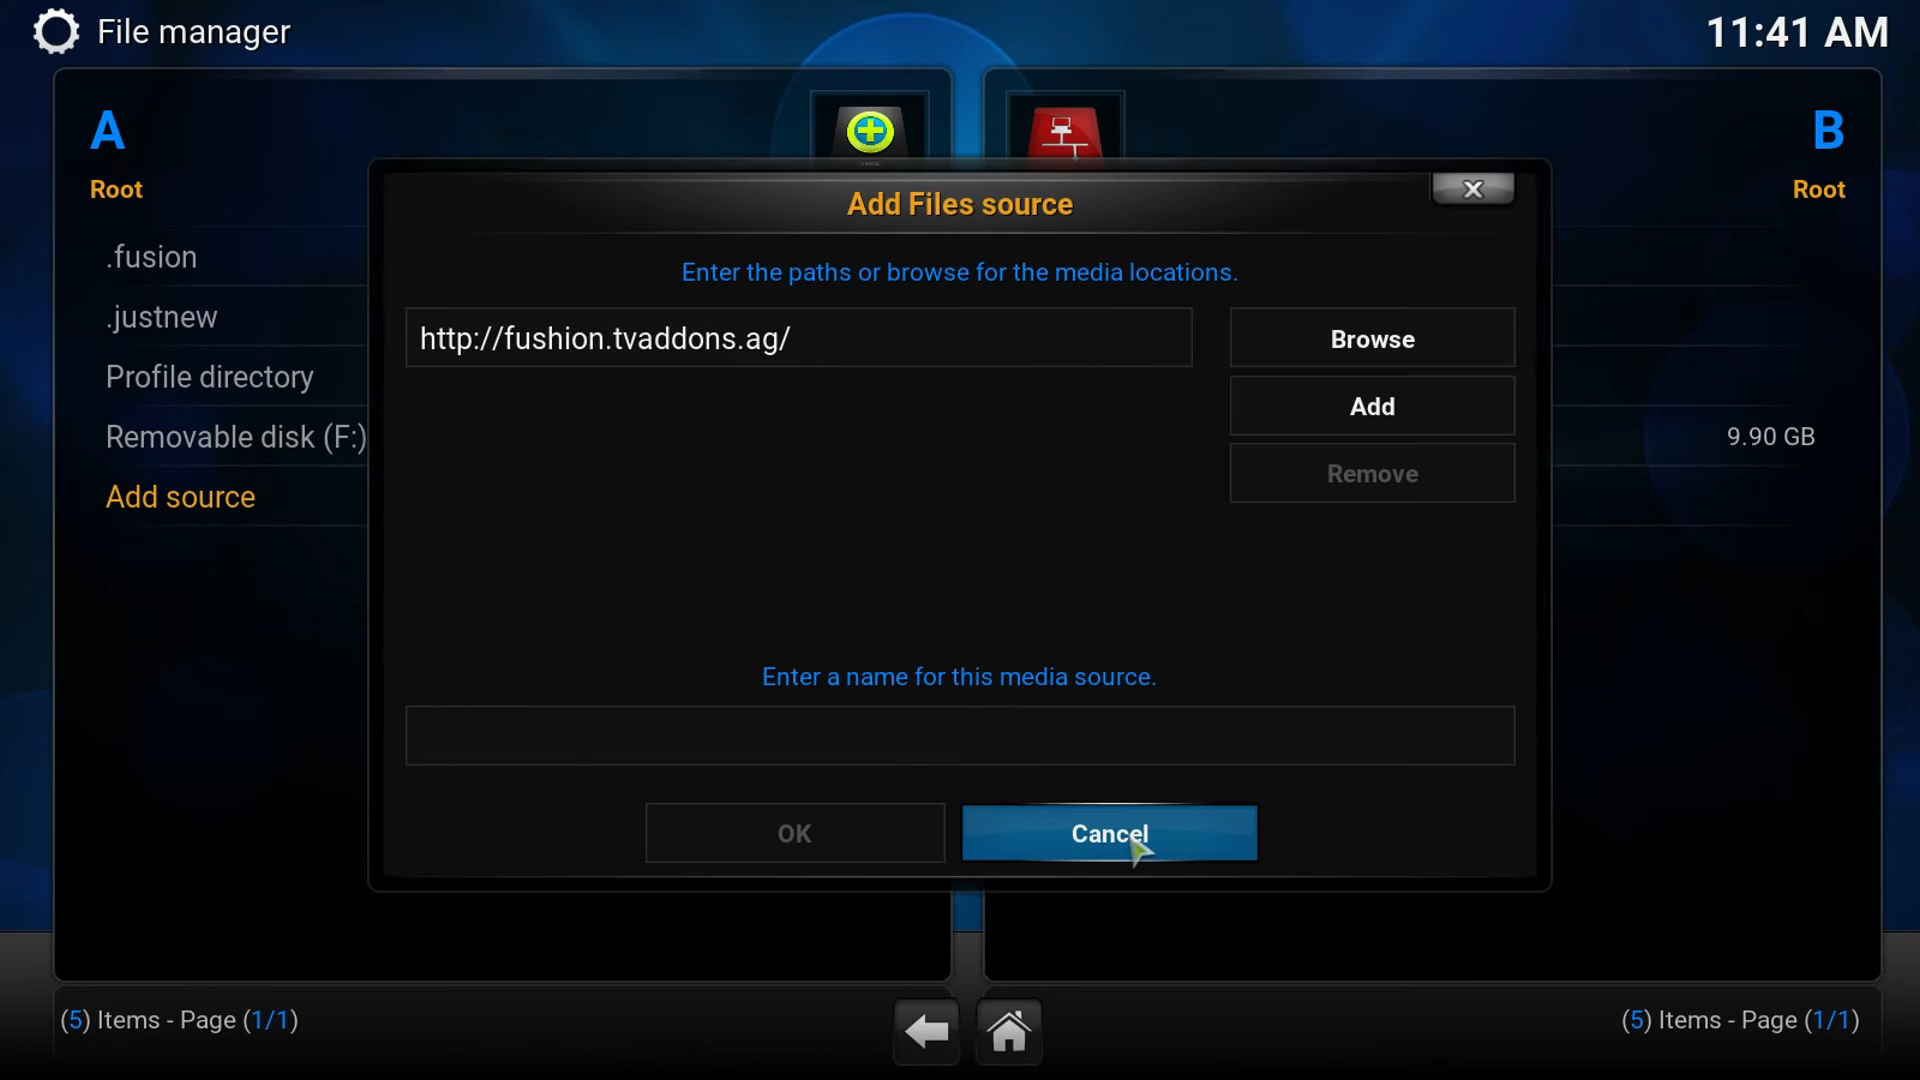 File manager
11:41 AM
A
B
Root
Root
.fusion
.justnew
Profile directory
Removable disk (F:)
9.90 GB
Add source
Add Files source
Enter the paths or browse for the media locations.
http://fushion.tvaddons.ag/
Browse
Add
Remove
Enter a name for this media source.
OK
Cancel
(5) Items - Page (1/1)
(5) Items - Page (1/1)